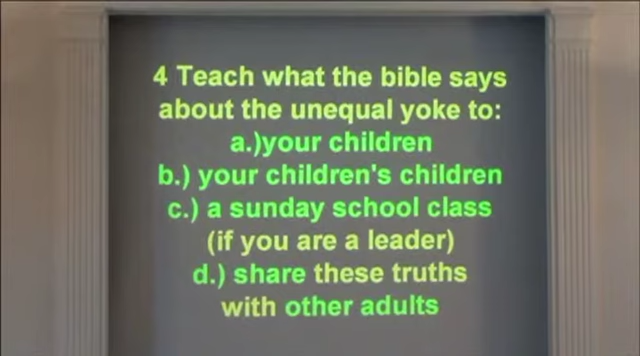 4 Teach what the bible says
about the unequal yoke to:
a.)your children
b.) your children's children
c.) a sunday school class
(if you are a leader)
d.) share these truths
with other adults